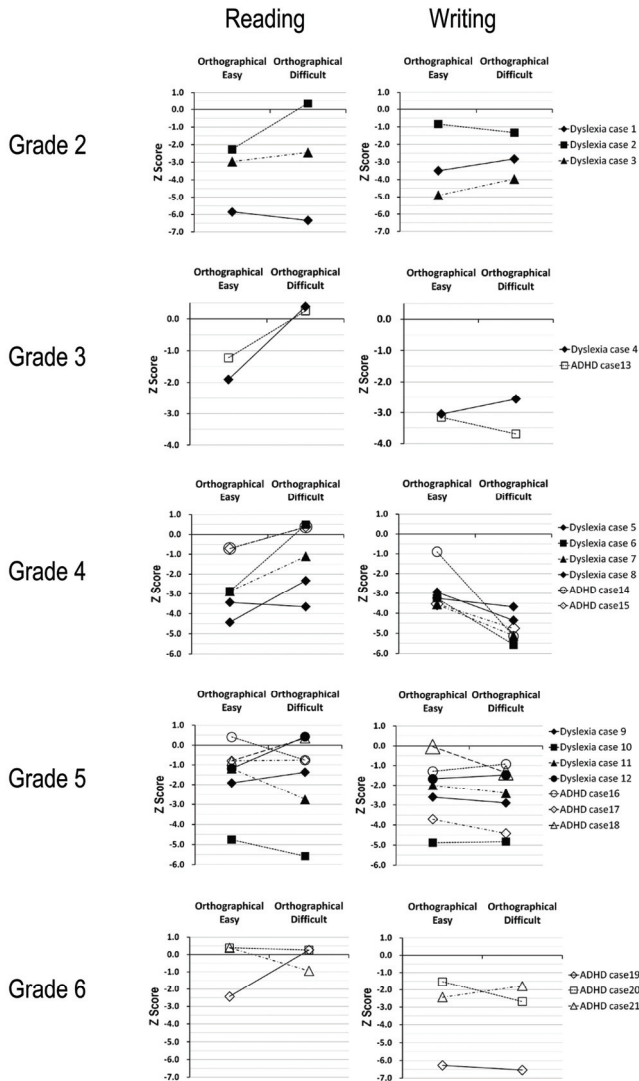 Reading Writing
Grade 2
Orthographical Easy
Orthographical Difficult
Z Score
1.0
0.0
-1.0
-2.0
-3.0
-4.0
-5.0
-6.0
-7.0
Orthographical Easy
Orthographical Difficult
Z Score
1.0
0.0
-1.0
-2.0
-3.0
-4.0
-5.0
-6.0
-7.0
Dyslexia case 1
Dyslexia case 2
Dyslexia case 3
Grade 3
Orthographical Easy
Orthographical Difficult
Z Score
0.0
-1.0
-2.0
-3.0
-4.0
Orthographical Easy
Orthographical Difficult
Z Score
0.0
-1.0
-2.0
-3.0
-4.0
Dyslexia case 4
ADHD case13
Grade 4
Orthographical Easy
Orthographical Difficult
Z Score
1.0
0.0
-1.0
-2.0
-3.0
-4.0
-5.0
-6.0
Orthographical Easy
Orthographical Difficult
Z Score
1.0
0.0
-1.0
-2.0
-3.0
-4.0
-5.0
-6.0
Dyslexia case 5
Dyslexia case 6
Dyslexia case 7
Dyslexia case 8
ADHD case14
ADHD case15
Grade 5
Orthographical Easy
Orthographical Difficult
Z Score
1.0
0.0
-1.0
-2.0
-3.0
-4.0
-5.0
-6.0
Orthographical Easy
Orthographical Difficult
Z Score
1.0
0.0
-1.0
-2.0
-3.0
-4.0
-5.0
-6.0
Dyslexia case 9
Dyslexia case 10
Dyslexia case 11
Dyslexia case 12
ADHD case16
ADHD case17
ADHD case18
Grade 6
Orthographical Easy
Orthographical Difficult
Z Score
1.0
0.0
-1.0
-2.0
-3.0
-4.0
-5.0
-6.0
-7.0
Orthographical Easy
Orthographical Difficult
Z Score
1.0
0.0
-1.0
-2.0
-3.0
-4.0
-5.0
-6.0
-7.0
ADHD case19
ADHD case20
ADHD case21